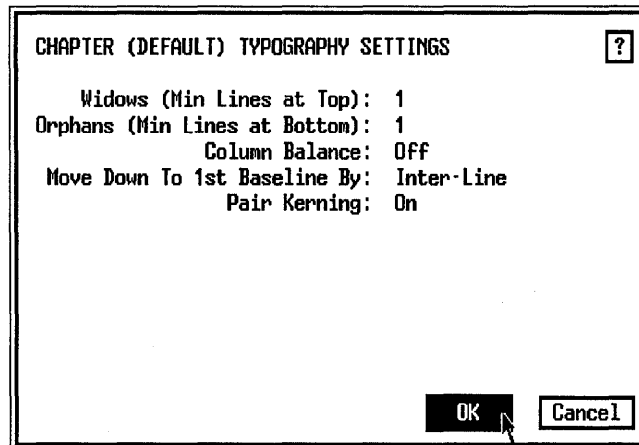 CHAPTER (DEFAULT) TYPOGRAPHY SETTINGS ?
Widows (Min Lines at Top): 1
Orphans (Min Lines at Bottom): 1
Column Balance: Off
Move Down To 1st Baseline By: Inter-Line
Pair Kerning: On
OK Cancel